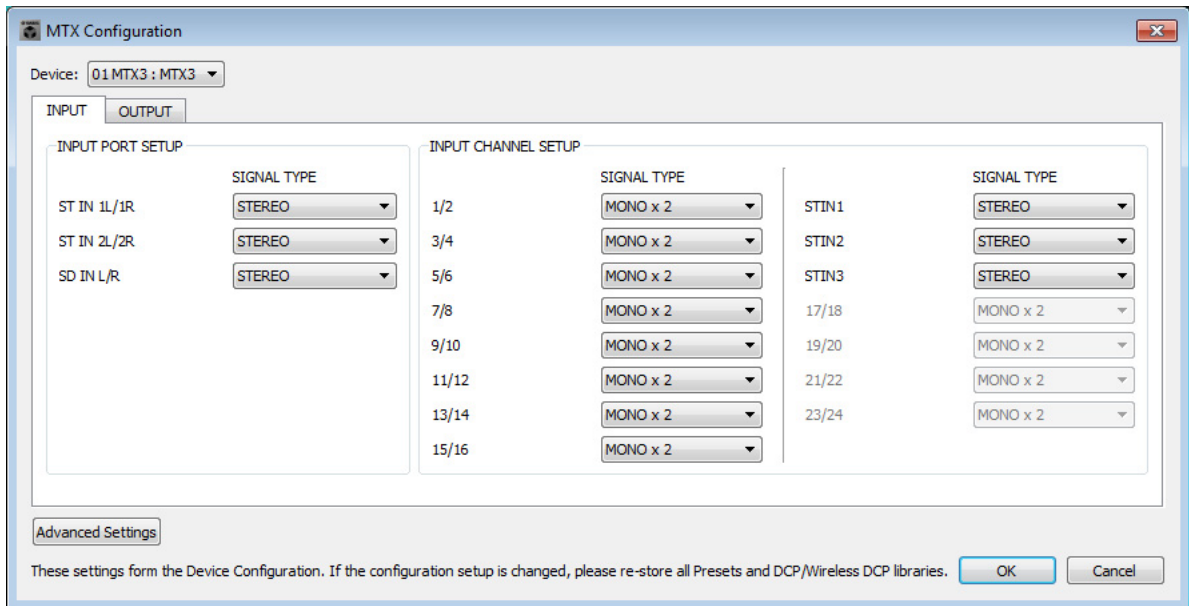 MTX Configuration
Device: 01 MTX3 : MTX3
INPUT OUTPUT
INPUT PORT SETUP INPUT CHANNEL SETUP
SIGNAL TYPE SIGNAL TYPE SIGNAL TYPE
ST IN 1L/1R STEREO 1/2 MONO x 2 STIN1 STEREO
ST IN 2L/2R STEREO 3/4 MONO x 2 STIN2 STEREO
SD IN L/R STEREO 5/6 MONO x 2 STIN3 STEREO
7/8 MONO x 2 17/18 MONO x 2
9/10 MONO x 2 19/20 MONO x 2
11/12 MONO x 2 21/22 MONO x 2
13/14 MONO x 2 23/24 MONO x 2
15/16 MONO x 2
Advanced Settings
These settings form the Device Configuration. If the configuration setup is changed, please re-store all Presets and DCP/Wireless DCP libraries. OK Cancel